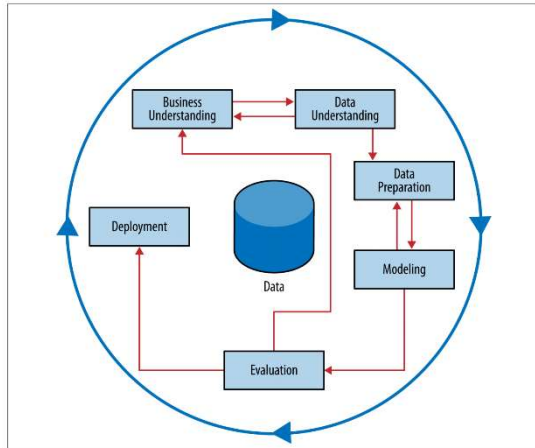 Business
Understanding
Data
Understanding
Data
Preparation
Deployment
Modeling
Data
Evaluation